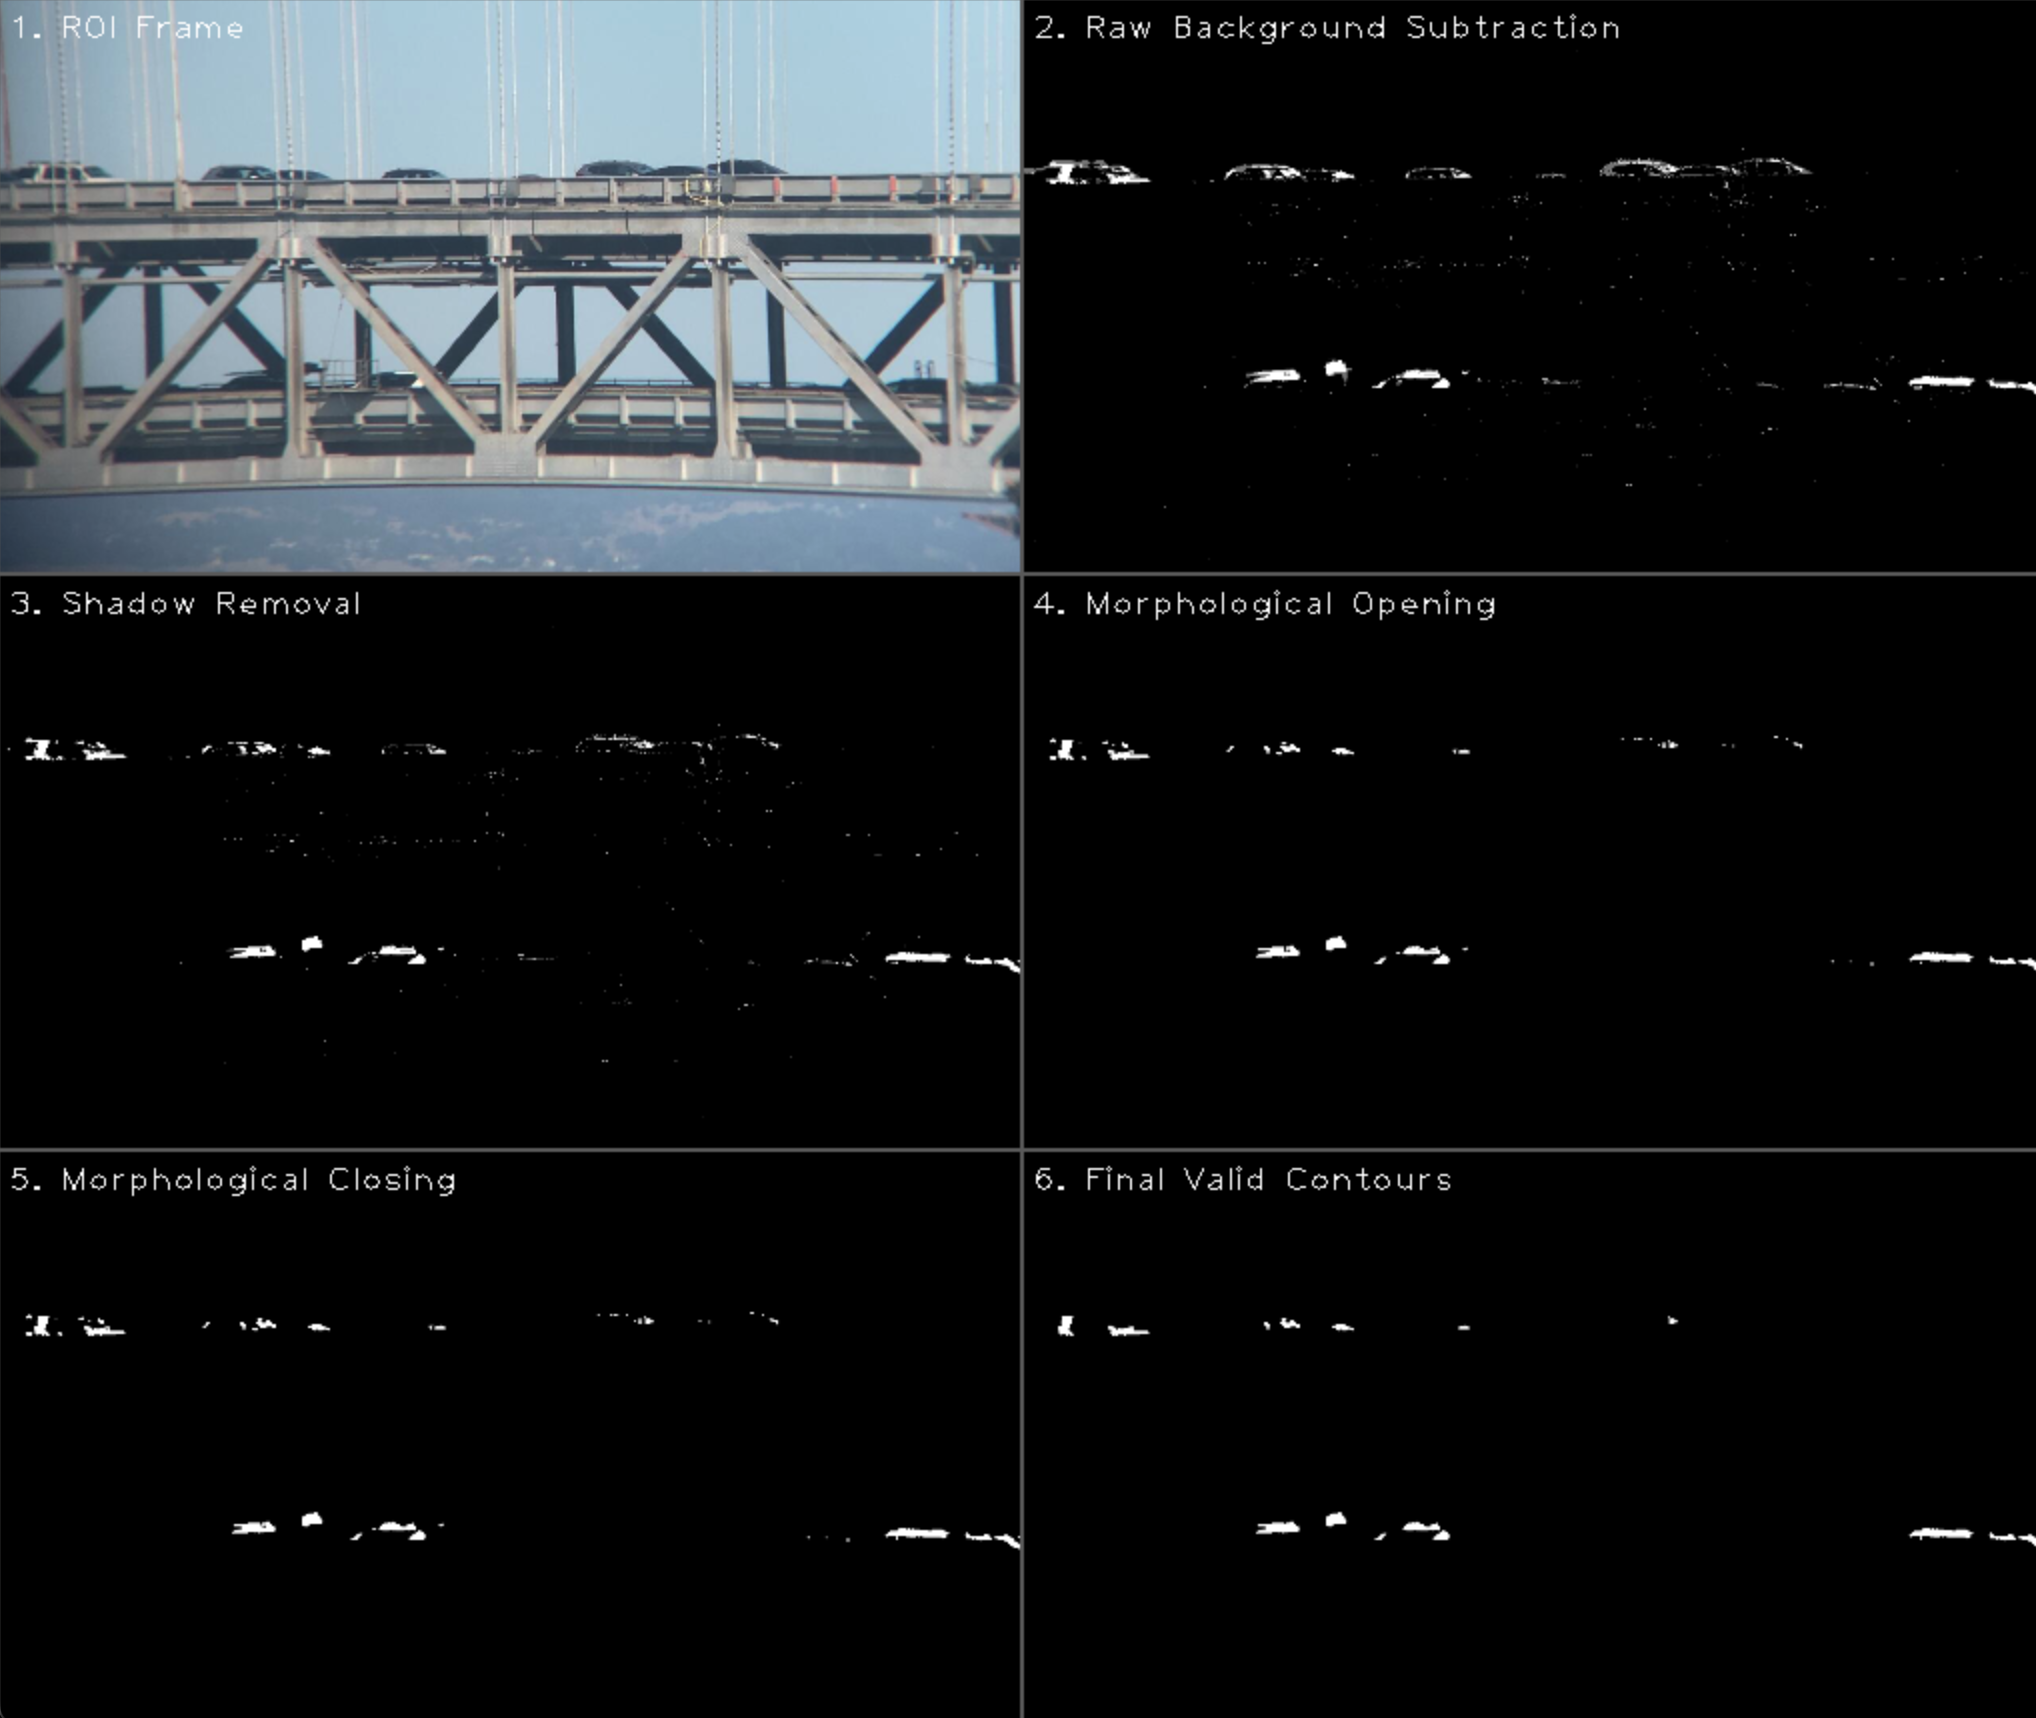 1. ROI Frame
2. Raw Background Subtraction
3. Shadow Removal
4. Morphological Opening
5. Morphological Closing
6. Final Valid Contours